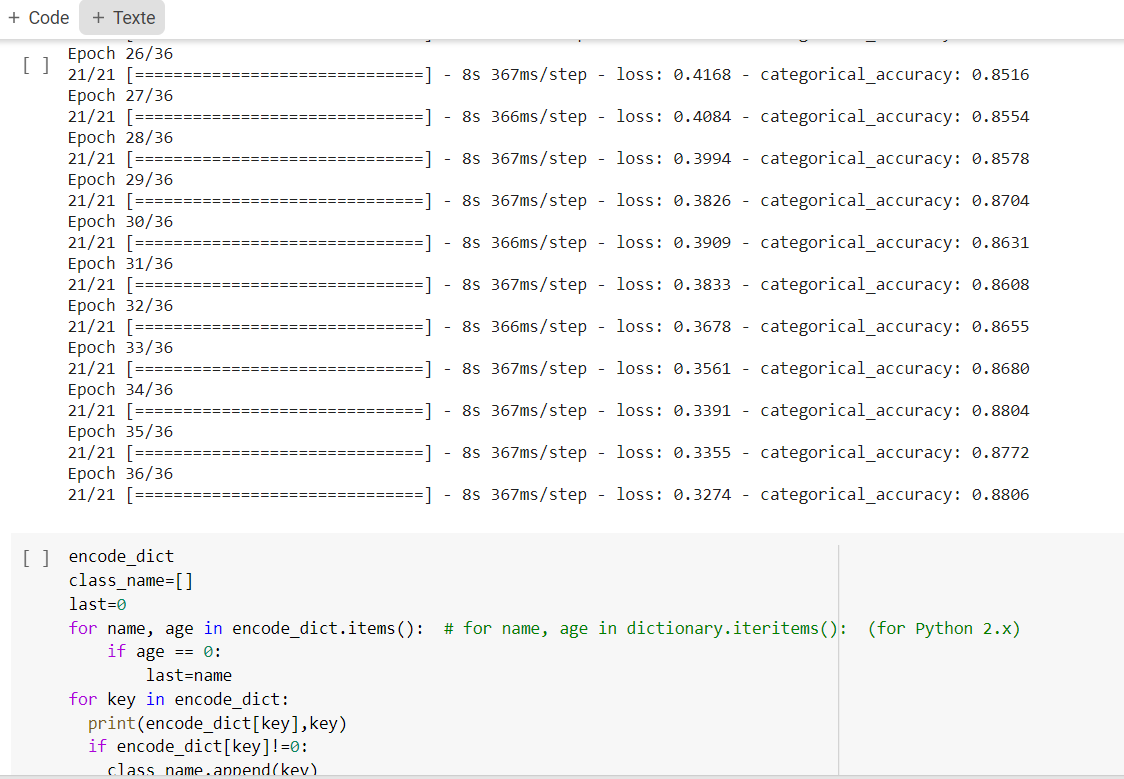 + Code + Texte
Epoch 26/36
[ ] 21/21 [==============================] - 8s 367ms/step - loss: 0.4168 - categorical_accuracy: 0.8516
Epoch 27/36
21/21 [==============================] - 8s 366ms/step - loss: 0.4084 - categorical_accuracy: 0.8554
Epoch 28/36
21/21 [==============================] - 8s 367ms/step - loss: 0.3994 - categorical_accuracy: 0.8578
Epoch 29/36
21/21 [==============================] - 8s 367ms/step - loss: 0.3826 - categorical_accuracy: 0.8704
Epoch 30/36
21/21 [==============================] - 8s 366ms/step - loss: 0.3909 - categorical_accuracy: 0.8631
Epoch 31/36
21/21 [==============================] - 8s 367ms/step - loss: 0.3833 - categorical_accuracy: 0.8608
Epoch 32/36
21/21 [==============================] - 8s 366ms/step - loss: 0.3678 - categorical_accuracy: 0.8655
Epoch 33/36
21/21 [==============================] - 8s 367ms/step - loss: 0.3561 - categorical_accuracy: 0.8680
Epoch 34/36
21/21 [==============================] - 8s 367ms/step - loss: 0.3391 - categorical_accuracy: 0.8804
Epoch 35/36
21/21 [==============================] - 8s 367ms/step - loss: 0.3355 - categorical_accuracy: 0.8772
Epoch 36/36
21/21 [==============================] - 8s 367ms/step - loss: 0.3274 - categorical_accuracy: 0.8806
[ ] encode_dict
class_name=[]
last=0
for name, age in encode_dict.items():  # for name, age in dictionary.iteritems():  (for Python 2.x)
    if age == 0:
        last=name
for key in encode_dict:
  print(encode_dict[key],key)
  if encode_dict[key]!=0:
    class_name.append(key)